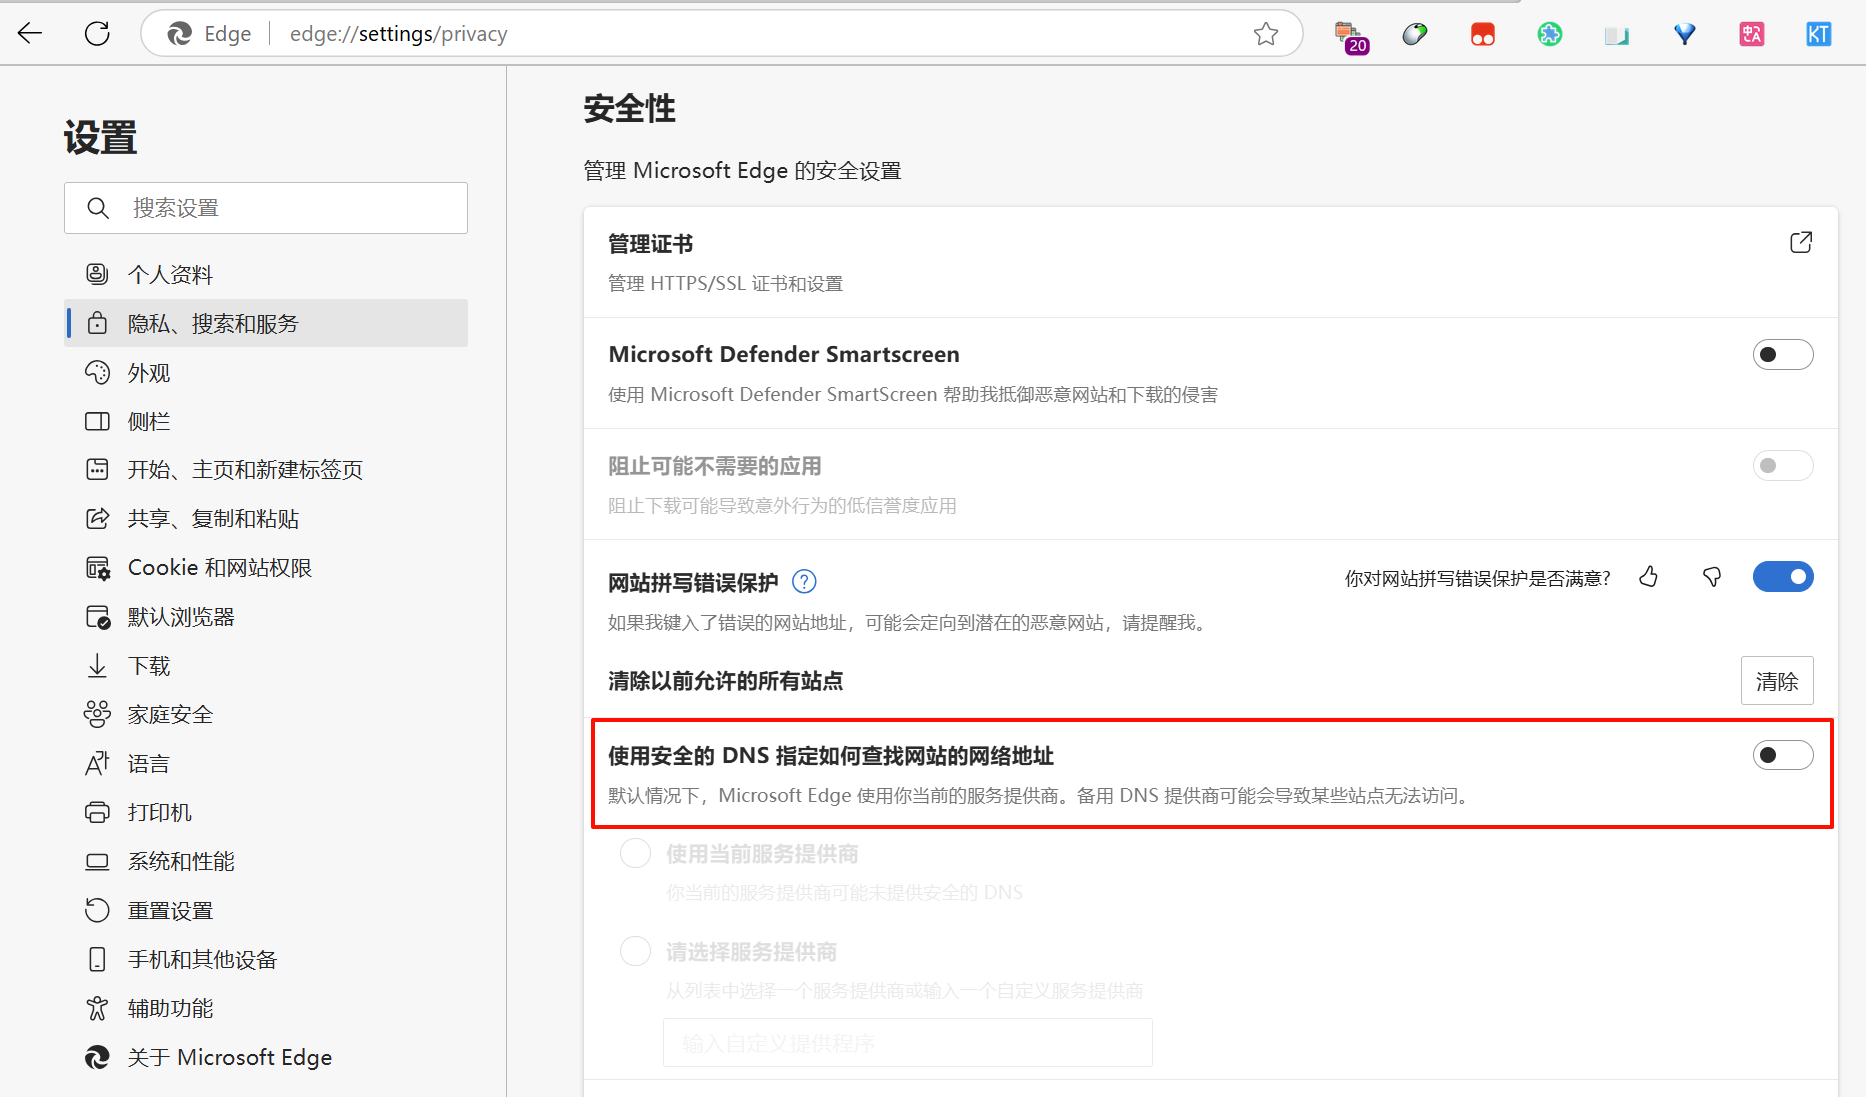 Edge
edge://settings/privacy
20
中A
KT
设置
搜索设置
个人资料
隐私、搜索和服务
外观
侧栏
开始、主页和新建标签页
共享、复制和粘贴
Cookie 和网站权限
默认浏览器
下载
家庭安全
语言
打印机
系统和性能
重置设置
手机和其他设备
辅助功能
关于 Microsoft Edge
安全性
管理 Microsoft Edge 的安全设置
管理证书
管理 HTTPS/SSL 证书和设置
Microsoft Defender Smartscreen
使用 Microsoft Defender SmartScreen 帮助我抵御恶意网站和下载的侵害
阻止可能不需要的应用
阻止下载可能导致意外行为的低信誉度应用
网站拼写错误保护
你对网站拼写错误保护是否满意?
如果我键入了错误的网站地址，可能会定向到潜在的恶意网站，请提醒我。
清除以前允许的所有站点
清除
使用安全的 DNS 指定如何查找网站的网络地址
默认情况下，Microsoft Edge 使用你当前的服务提供商。备用 DNS 提供商可能会导致某些站点无法访问。
使用当前服务提供商
你当前的服务提供商可能未提供安全的 DNS
请选择服务提供商
从列表中选择一个服务提供商或输入一个自定义服务提供商
输入自定义提供程序